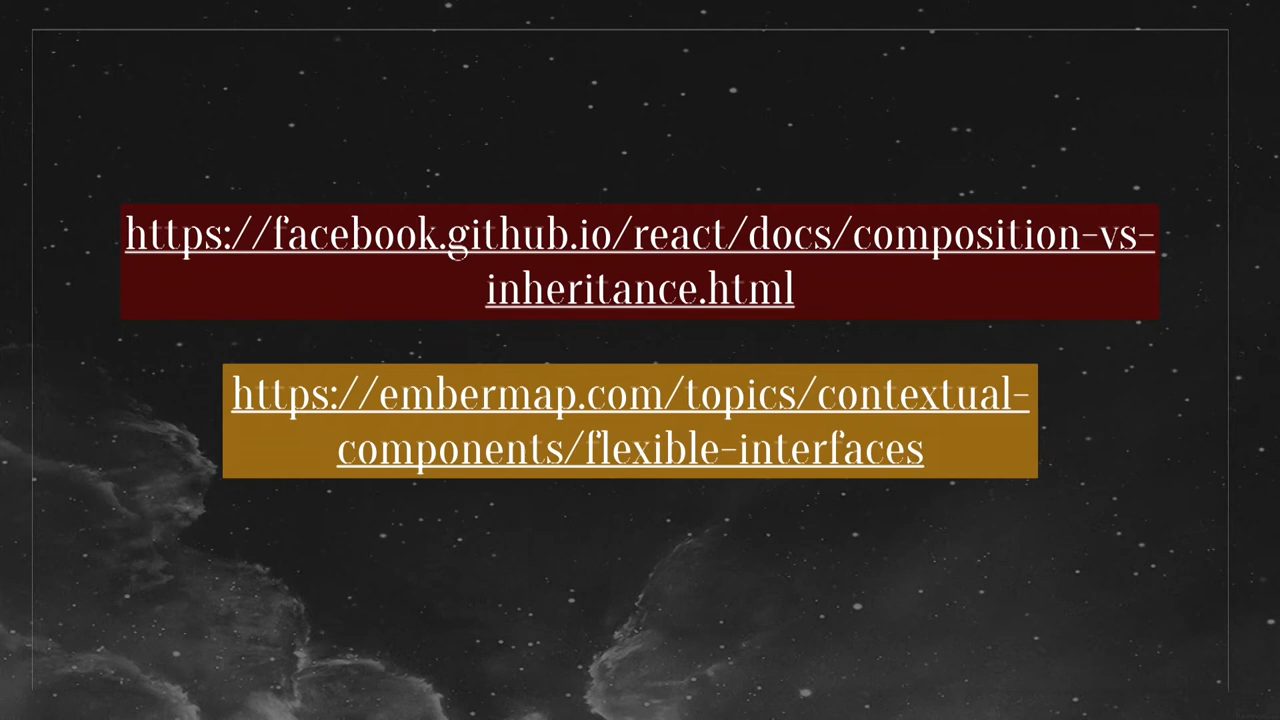 https://facebook.github.io/react/docs/composition-vs-
inheritance.html
https://embermap.com/topics/contextual-
components/flexible-interfaces